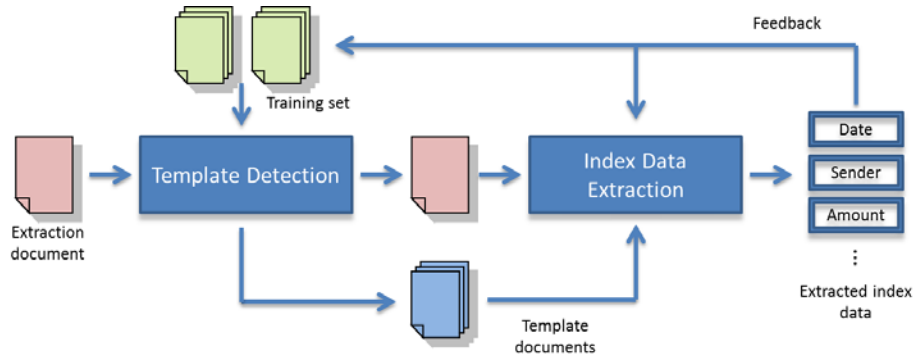 Feedback
Training set
Date
Template Detection
Index Data
Extraction
Sender
Amount
Extraction
document
⋮
Template
documents
Extracted index
data